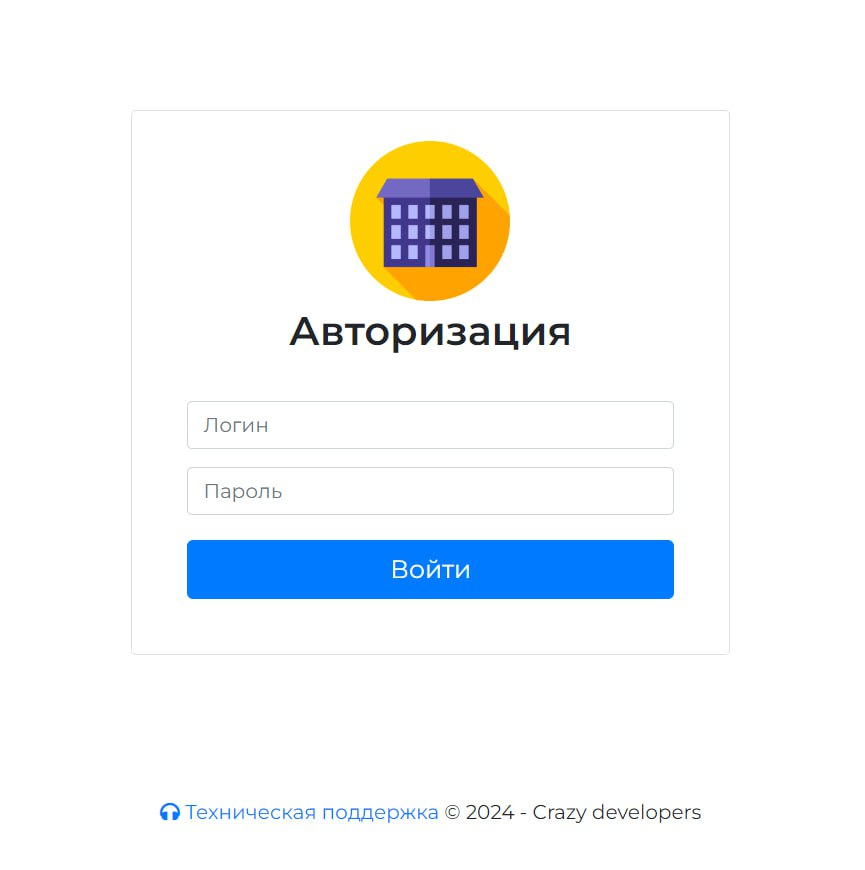 Авторизация
Логин
Пароль
Войти
Техническая поддержка © 2024 - Crazy developers